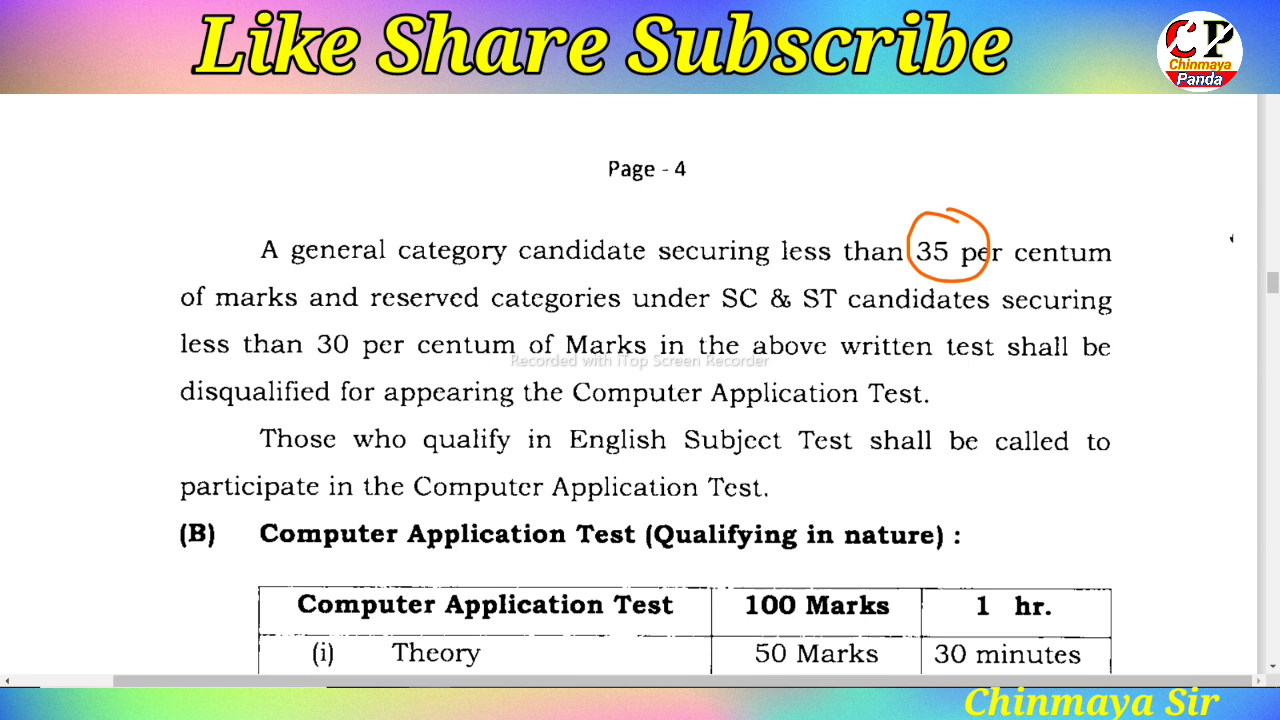 Like Share Subscribe
CP
Chinmaya
Panda
Page - 4
A general category candidate securing less than 35 per centum
of marks and reserved categories under SC & ST candidates securing
less than 30 per centum of Marks in the above written test shall be
Recorded with iTop Screen Recorder
disqualified for appearing the Computer Application Test.
Those who qualify in English Subject Test shall be called to
participate in the Computer Application Test.
(B) Computer Application Test (Qualifying in nature) :
Computer Application Test 100 Marks 1 hr.
(i) Theory 50 Marks 30 minutes
Chinmaya Sir